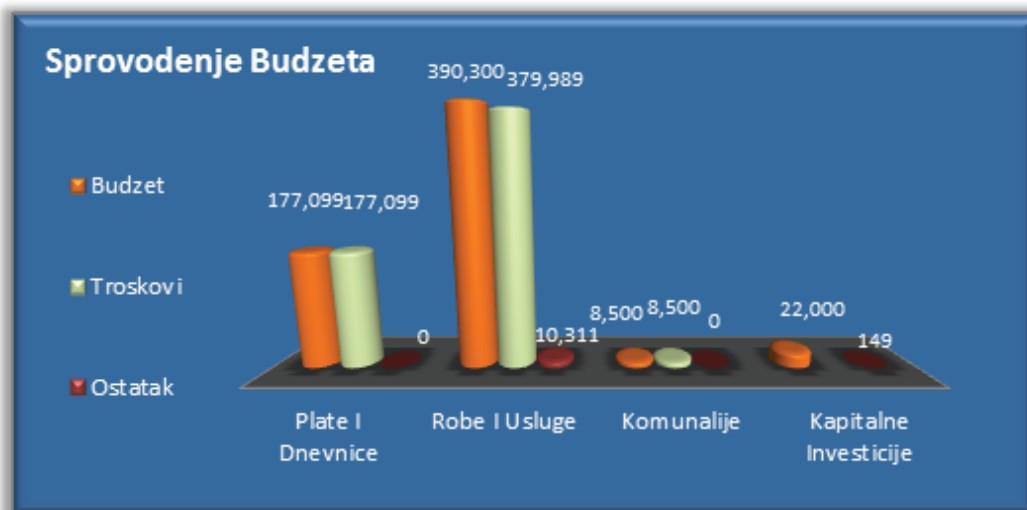 Sprovodenje Budzeta
390,300
379,989
Budzet
177,099
177,099
Troskovi
22,000
8,500
8,500
0
0
10,311
149
Ostatak
Plate I
Dnevnice
Robe I Usluge
Komunalije
Kapitalne
Investicije